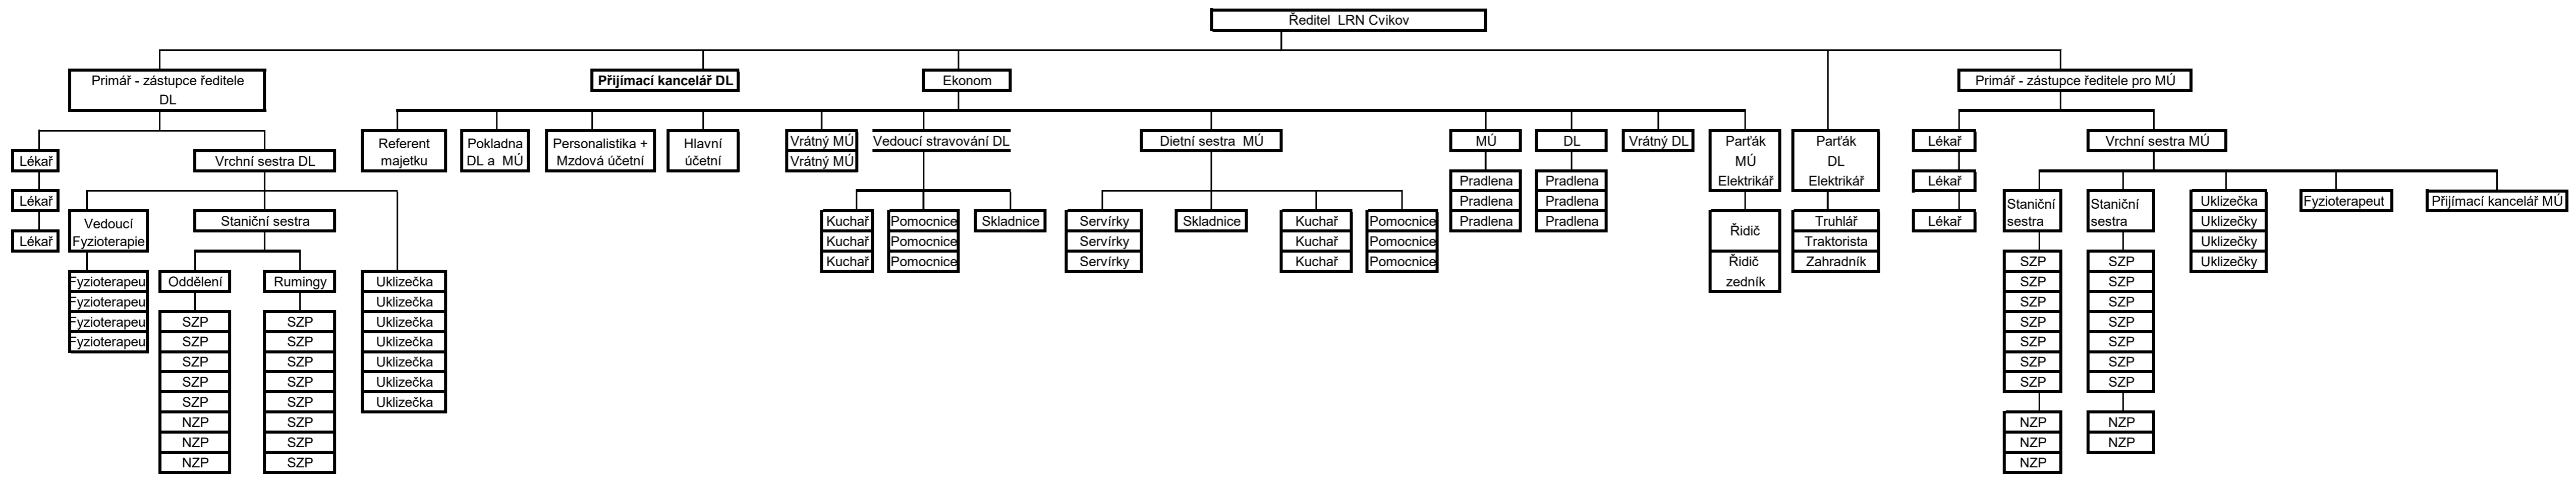 Ředitel  LRN Cvikov
Primář - zástupce ředitele
DL
Přijímací kancelář DL
Ekonom
Primář - zástupce ředitele pro MÚ
Lékař
Lékař
Lékař
Vrchní sestra DL
Vedoucí
Fyzioterapie
Fyzioterapeu
Fyzioterapeu
Fyzioterapeu
Fyzioterapeu
Staniční sestra
Oddělení
SZP
SZP
SZP
SZP
SZP
NZP
NZP
NZP
Rumingy
SZP
SZP
SZP
SZP
SZP
SZP
SZP
SZP
Uklizečka
Uklizečka
Uklizečka
Uklizečka
Uklizečka
Uklizečka
Uklizečka
Referent
majetku
Pokladna
DL a  MÚ
Personalistika +
Mzdová účetní
Hlavní
účetní
Vrátný MÚ
Vrátný MÚ
Vedoucí stravování DL
Kuchař
Kuchař
Kuchař
Pomocnice
Pomocnice
Pomocnice
Skladnice
Dietní sestra  MÚ
Servírky
Servírky
Servírky
Skladnice
Kuchař
Kuchař
Kuchař
Pomocnice
Pomocnice
Pomocnice
MÚ
Pradlena
Pradlena
Pradlena
DL
Pradlena
Pradlena
Pradlena
Vrátný DL
Parťák
MÚ
Elektrikář
Řidič
Řidič
zedník
Parťák
DL
Elektrikář
Truhlář
Traktorista
Zahradník
Lékař
Lékař
Lékař
Vrchní sestra MÚ
Staniční
sestra
SZP
SZP
SZP
SZP
SZP
SZP
SZP
NZP
NZP
NZP
Staniční
sestra
SZP
SZP
SZP
SZP
SZP
SZP
SZP
NZP
NZP
Uklizečka
Uklizečky
Uklizečky
Uklizečky
Fyzioterapeut
Přijímací kancelář MÚ